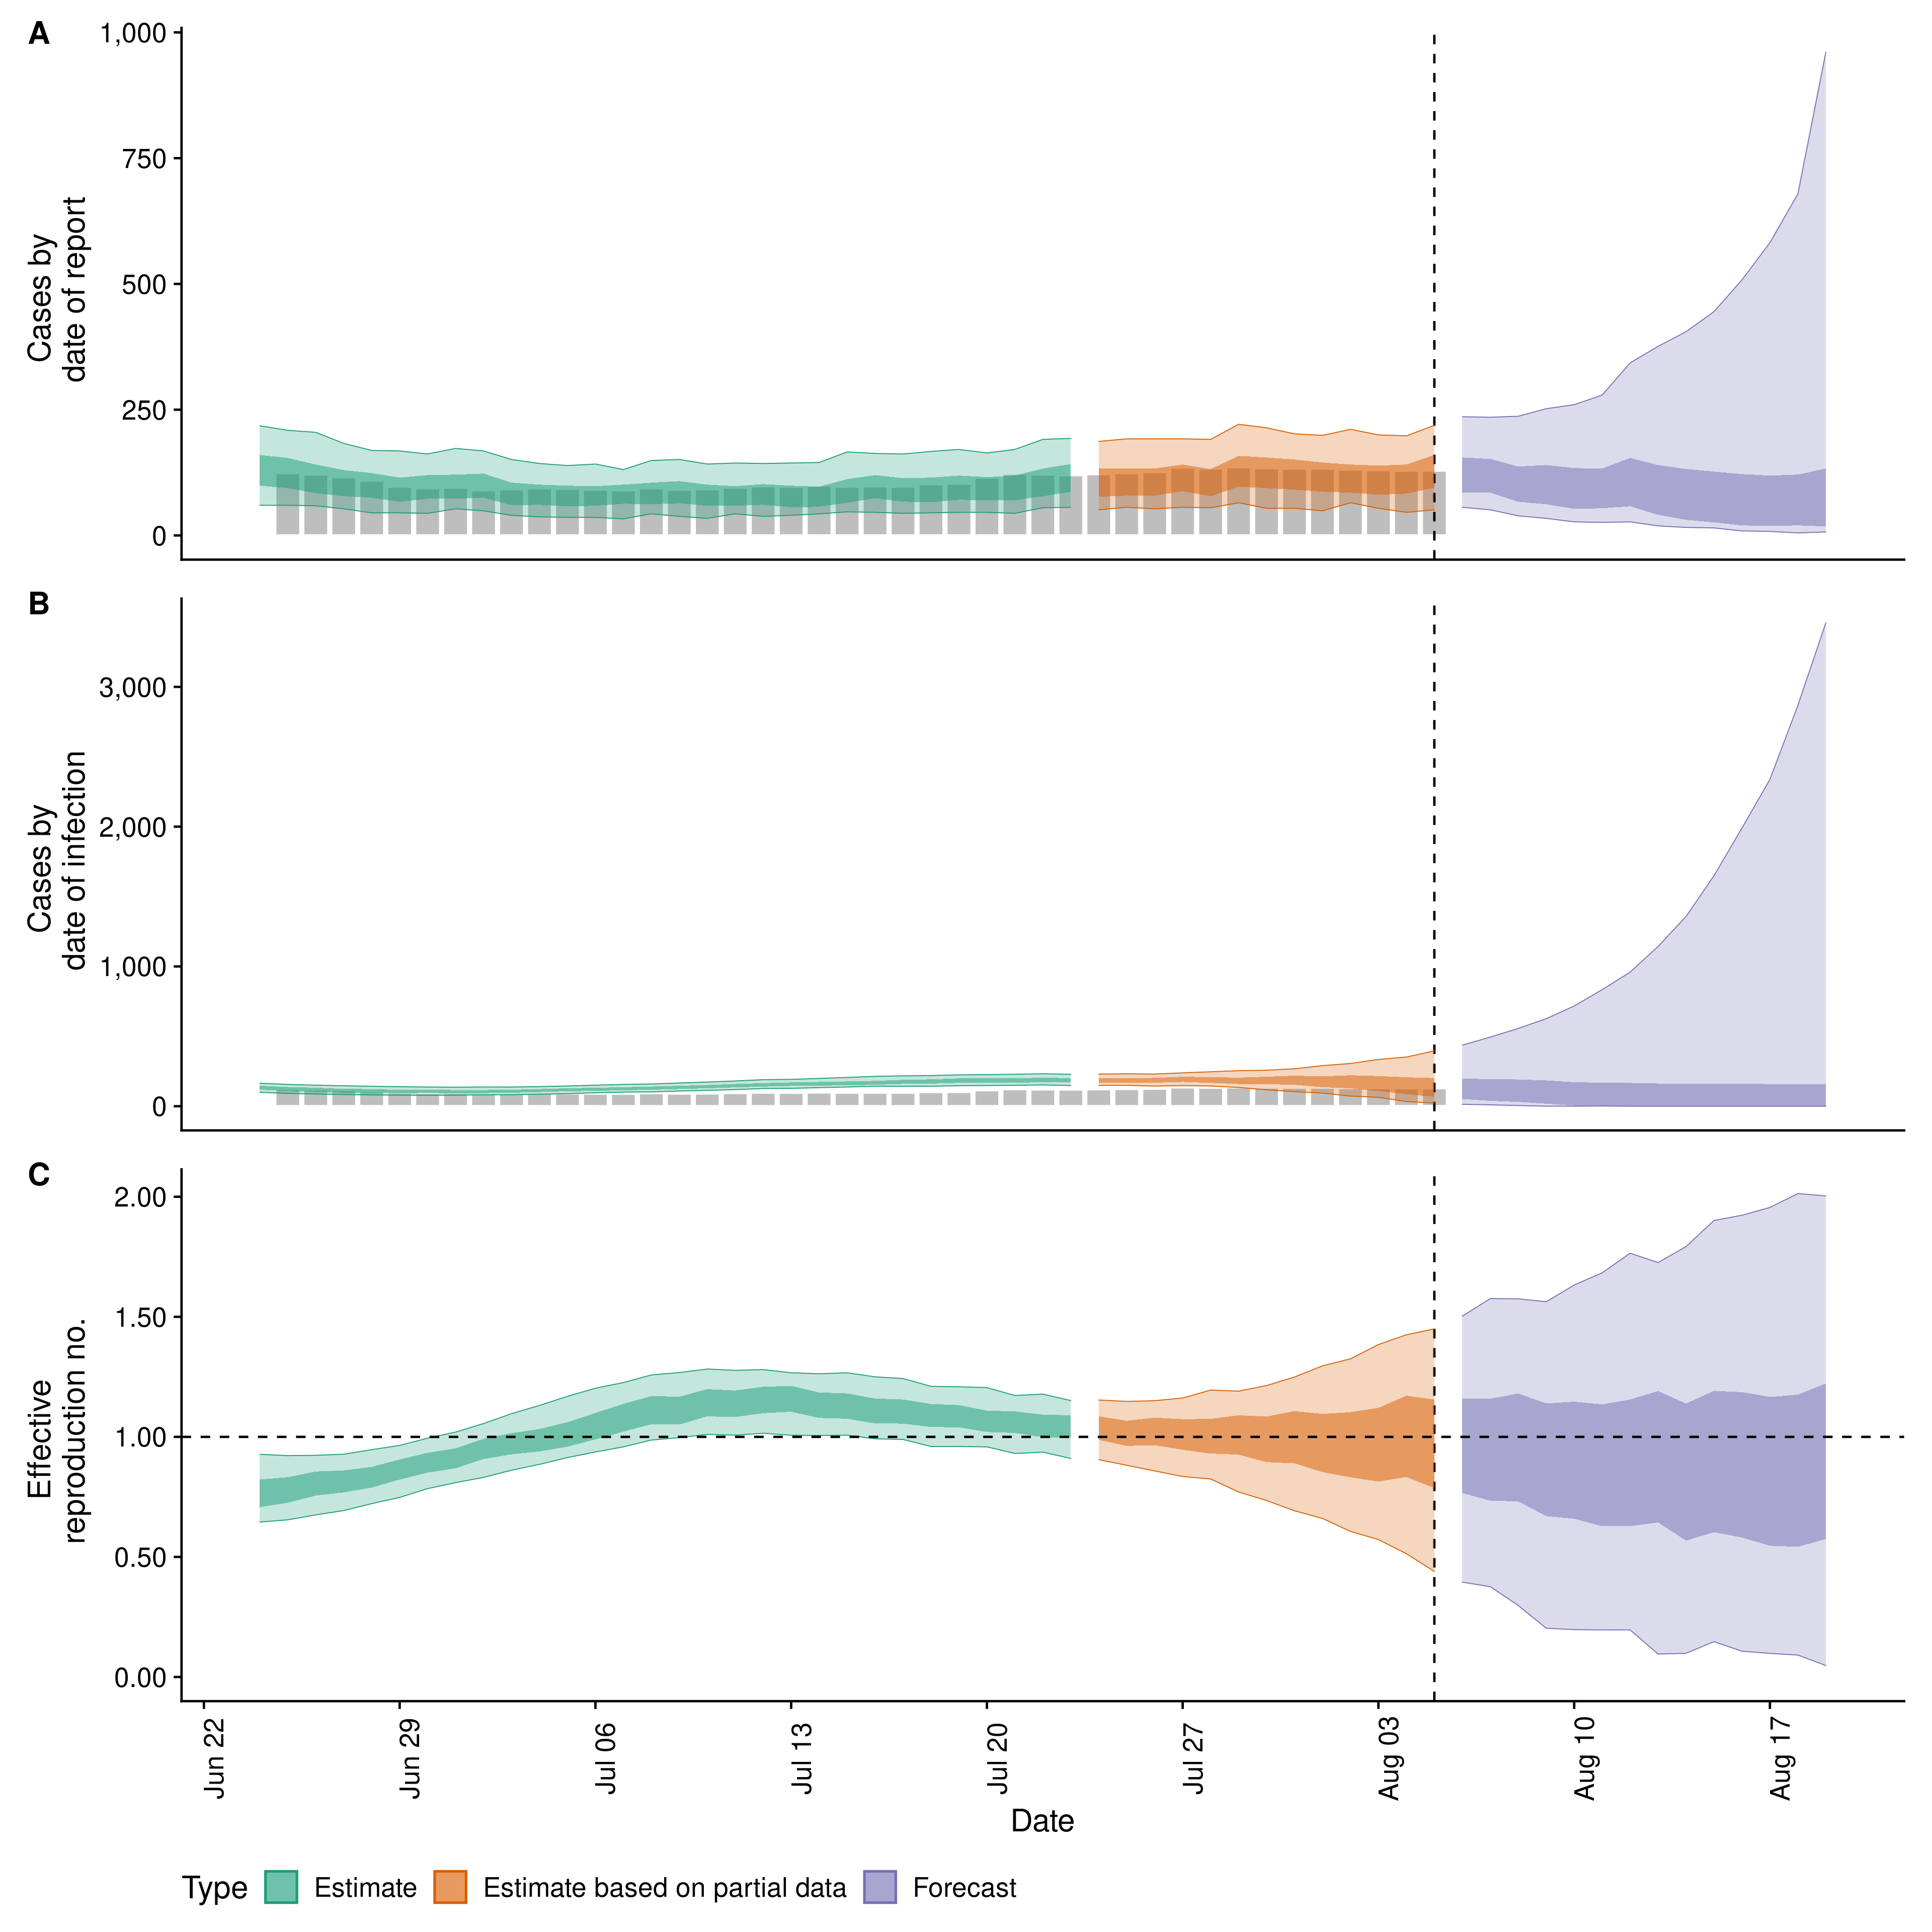 A
1,000
750
500
250
0
Cases by
date of report
B
3,000
2,000
1,000
0
Cases by
date of infection
C
2.00
1.50
1.00
0.50
0.00
Effective
reproduction no.
Jun 22
Jun 29
Jul 06
Jul 13
Jul 20
Jul 27
Aug 03
Aug 10
Aug 17
Date
Type Estimate Estimate based on partial data Forecast